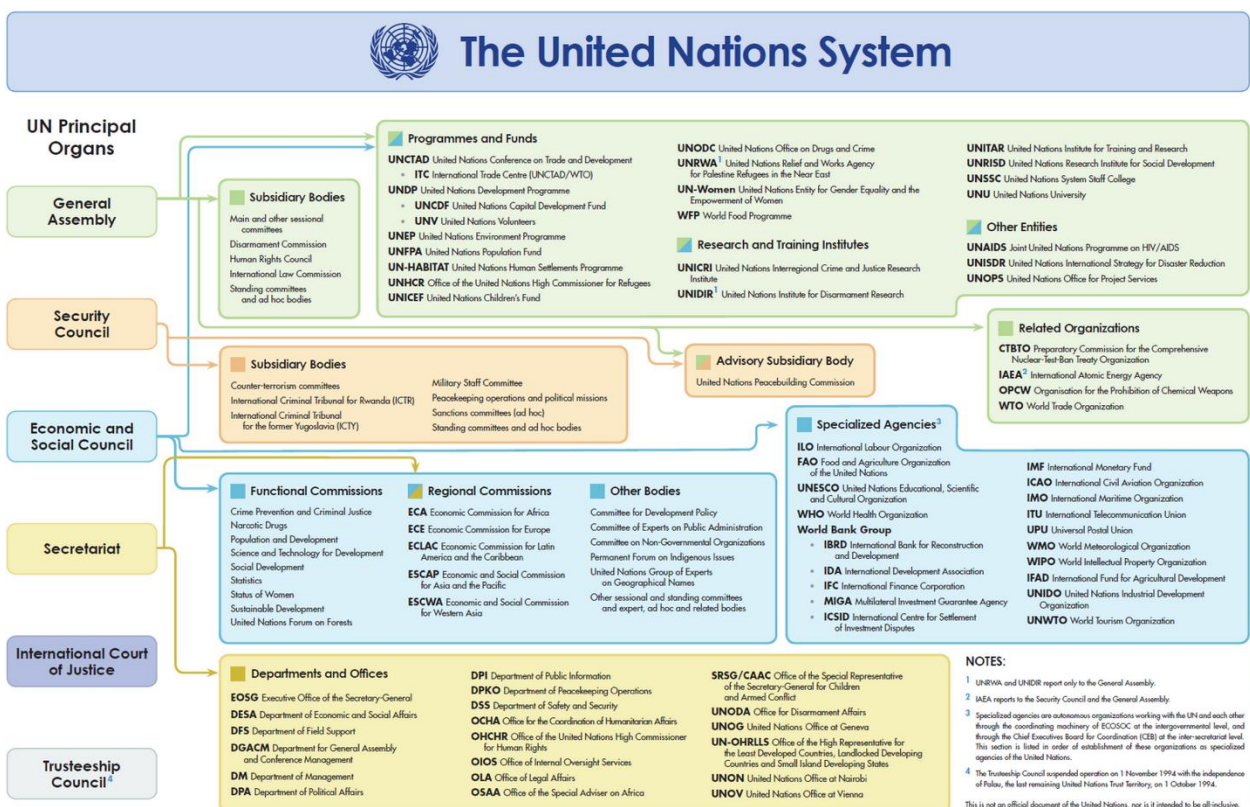 The United Nations System
UN Principal
Organs
General
Assembly
Security
Council
Economic and
Social Council
Secretariat
International Court
of Justice
Trusteeship
Council4
Subsidiary Bodies
Main and other sessional
committees
Disarmament Commission
Human Rights Council
International Law Commission
Standing committees
and ad hoc bodies
Programmes and Funds
UNCTAD United Nations Conference on Trade and Development
• ITC International Trade Centre (UNCTAD/WTO)
UNDP United Nations Development Programme
• UNCDF United Nations Capital Development Fund
• UNV United Nations Volunteers
UNEP United Nations Environment Programme
UNFPA United Nations Population Fund
UN-HABITAT United Nations Human Settlements Programme
UNHCR Office of the United Nations High Commissioner for Refugees
UNICEF United Nations Children's Fund
UNODC United Nations Office on Drugs and Crime
UNRWA1 United Nations Relief and Works Agency
for Palestine Refugees in the Near East
UN-Women United Nations Entity for Gender Equality and the
Empowerment of Women
WFP World Food Programme
Research and Training Institutes
UNICRI United Nations Interregional Crime and Justice Research
Institute
UNIDIR1 United Nations Institute for Disarmament Research
UNITAR United Nations Institute for Training and Research
UNRISD United Nations Research Institute for Social Development
UNSSC United Nations System Staff College
UNU United Nations University
Other Entities
UNAIDS Joint United Nations Programme on HIV/AIDS
UNISDR United Nations International Strategy for Disaster Reduction
UNOPS United Nations Office for Project Services
Subsidiary Bodies
Counter-terrorism committees
International Criminal Tribunal for Rwanda (ICTR)
International Criminal Tribunal
for the former Yugoslavia (ICTY)
Military Staff Committee
Peacekeeping operations and political missions
Sanctions committees (ad hoc)
Standing committees and ad hoc bodies
Advisory Subsidiary Body
United Nations Peacebuilding Commission
Related Organizations
CTBTO Preparatory Commission for the Comprehensive
Nuclear-Test-Ban Treaty Organization
IAEA2 International Atomic Energy Agency
OPCW Organisation for the Prohibition of Chemical Weapons
WTO World Trade Organization
Functional Commissions
Crime Prevention and Criminal Justice
Narcotic Drugs
Population and Development
Science and Technology for Development
Social Development
Statistics
Status of Women
Sustainable Development
United Nations Forum on Forests
Regional Commissions
ECA Economic Commission for Africa
ECE Economic Commission for Europe
ECLAC Economic Commission for Latin
America and the Caribbean
ESCAP Economic and Social Commission
for Asia and the Pacific
ESCWA Economic and Social Commission
for Western Asia
Other Bodies
Committee for Development Policy
Committee of Experts on Public Administration
Committee on Non-Governmental Organizations
Permanent Forum on Indigenous Issues
United Nations Group of Experts
on Geographical Names
Other sessional and standing committees
and expert, ad hoc and related bodies
Specialized Agencies3
ILO International Labour Organization
FAO Food and Agriculture Organization
of the United Nations
UNESCO United Nations Educational, Scientific
and Cultural Organization
WHO World Health Organization
World Bank Group
• IBRD International Bank for Reconstruction
and Development
• IDA International Development Association
• IFC International Finance Corporation
• MIGA Multilateral Investment Guarantee Agency
• ICSID International Centre for Settlement
of Investment Disputes
IMF International Monetary Fund
ICAO International Civil Aviation Organization
IMO International Maritime Organization
ITU International Telecommunication Union
UPU Universal Postal Union
WMO World Meteorological Organization
WIPO World Intellectual Property Organization
IFAD International Fund for Agricultural Development
UNIDO United Nations Industrial Development
Organization
UNWTO World Tourism Organization
Departments and Offices
EOSG Executive Office of the Secretary-General
DESA Department of Economic and Social Affairs
DFS Department of Field Support
DGACM Department for General Assembly
and Conference Management
DM Department of Management
DPA Department of Political Affairs
DPI Department of Public Information
DPKO Department of Peacekeeping Operations
DSS Department of Safety and Security
OCHA Office for the Coordination of Humanitarian Affairs
OHCHR Office of the United Nations High Commissioner
for Human Rights
OIOS Office of Internal Oversight Services
OLA Office of Legal Affairs
OSAA Office of the Special Adviser on Africa
SRSG/CAAC Office of the Special Representative
of the Secretary-General for Children
and Armed Conflict
UNODA Office for Disarmament Affairs
UNOG United Nations Office at Geneva
UN-OHRLLS Office of the High Representative for
the Least Developed Countries, Landlocked Developing
Countries and Small Island Developing States
UNON United Nations Office at Nairobi
UNOV United Nations Office at Vienna
NOTES:
1 UNRWA and UNIDIR report only to the General Assembly.
2 IAEA reports to the Security Council and the General Assembly.
3 Specialized agencies are autonomous organizations working with the UN and each other
through the coordinating machinery of ECOSOC at the intergovernmental level, and
through the Chief Executives Board for Coordination (CEB) at the inter-secretariat level.
This section is listed in order of establishment of these organizations as specialized
agencies of the United Nations.
4 The Trusteeship Council suspended operation on 1 November 1994 with the independence
of Palau, the last remaining United Nations Trust Territory, on 1 October 1994.
This is not an official document of the United Nations, nor is it intended to be all-inclusive.